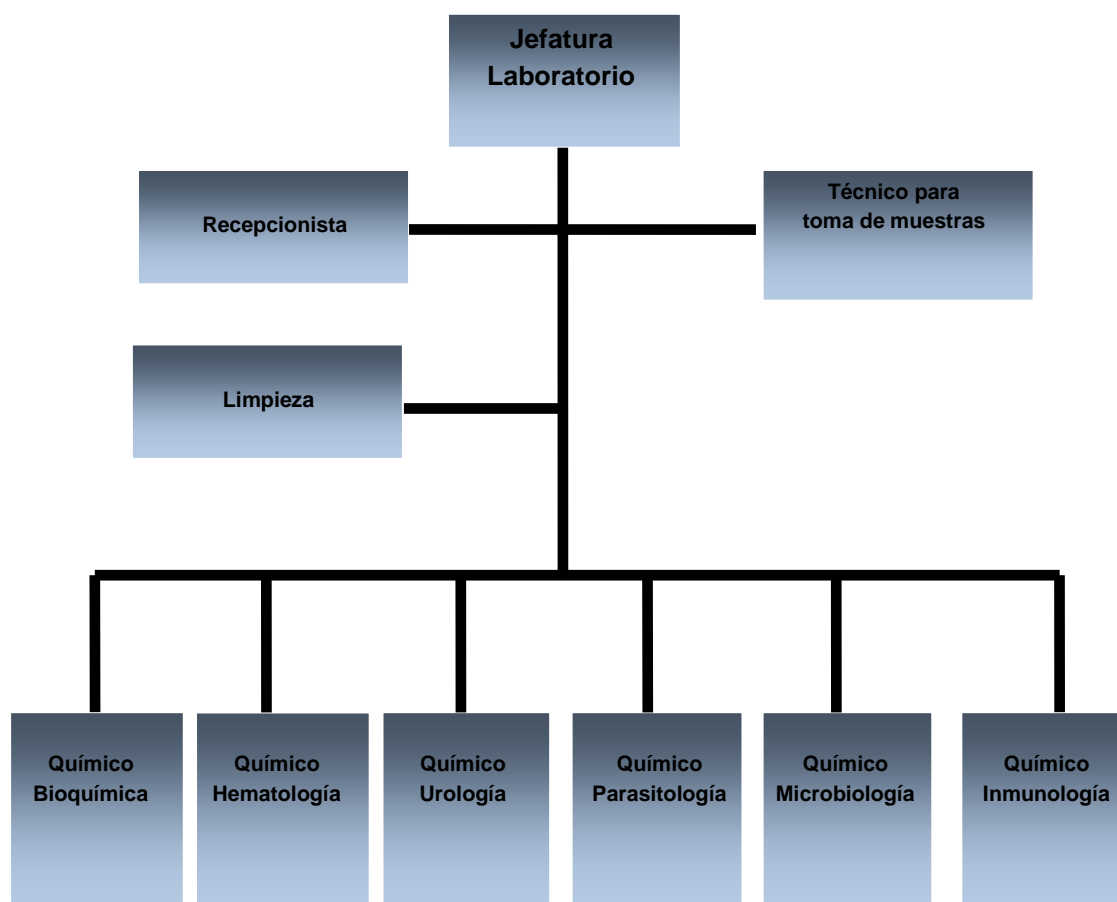 Jefatura
Laboratorio
Recepcionista
Técnico para
toma de muestras
Limpieza
Químico
Bioquímica
Químico
Hematología
Químico
Urología
Químico
Parasitología
Químico
Microbiología
Químico
Inmunología